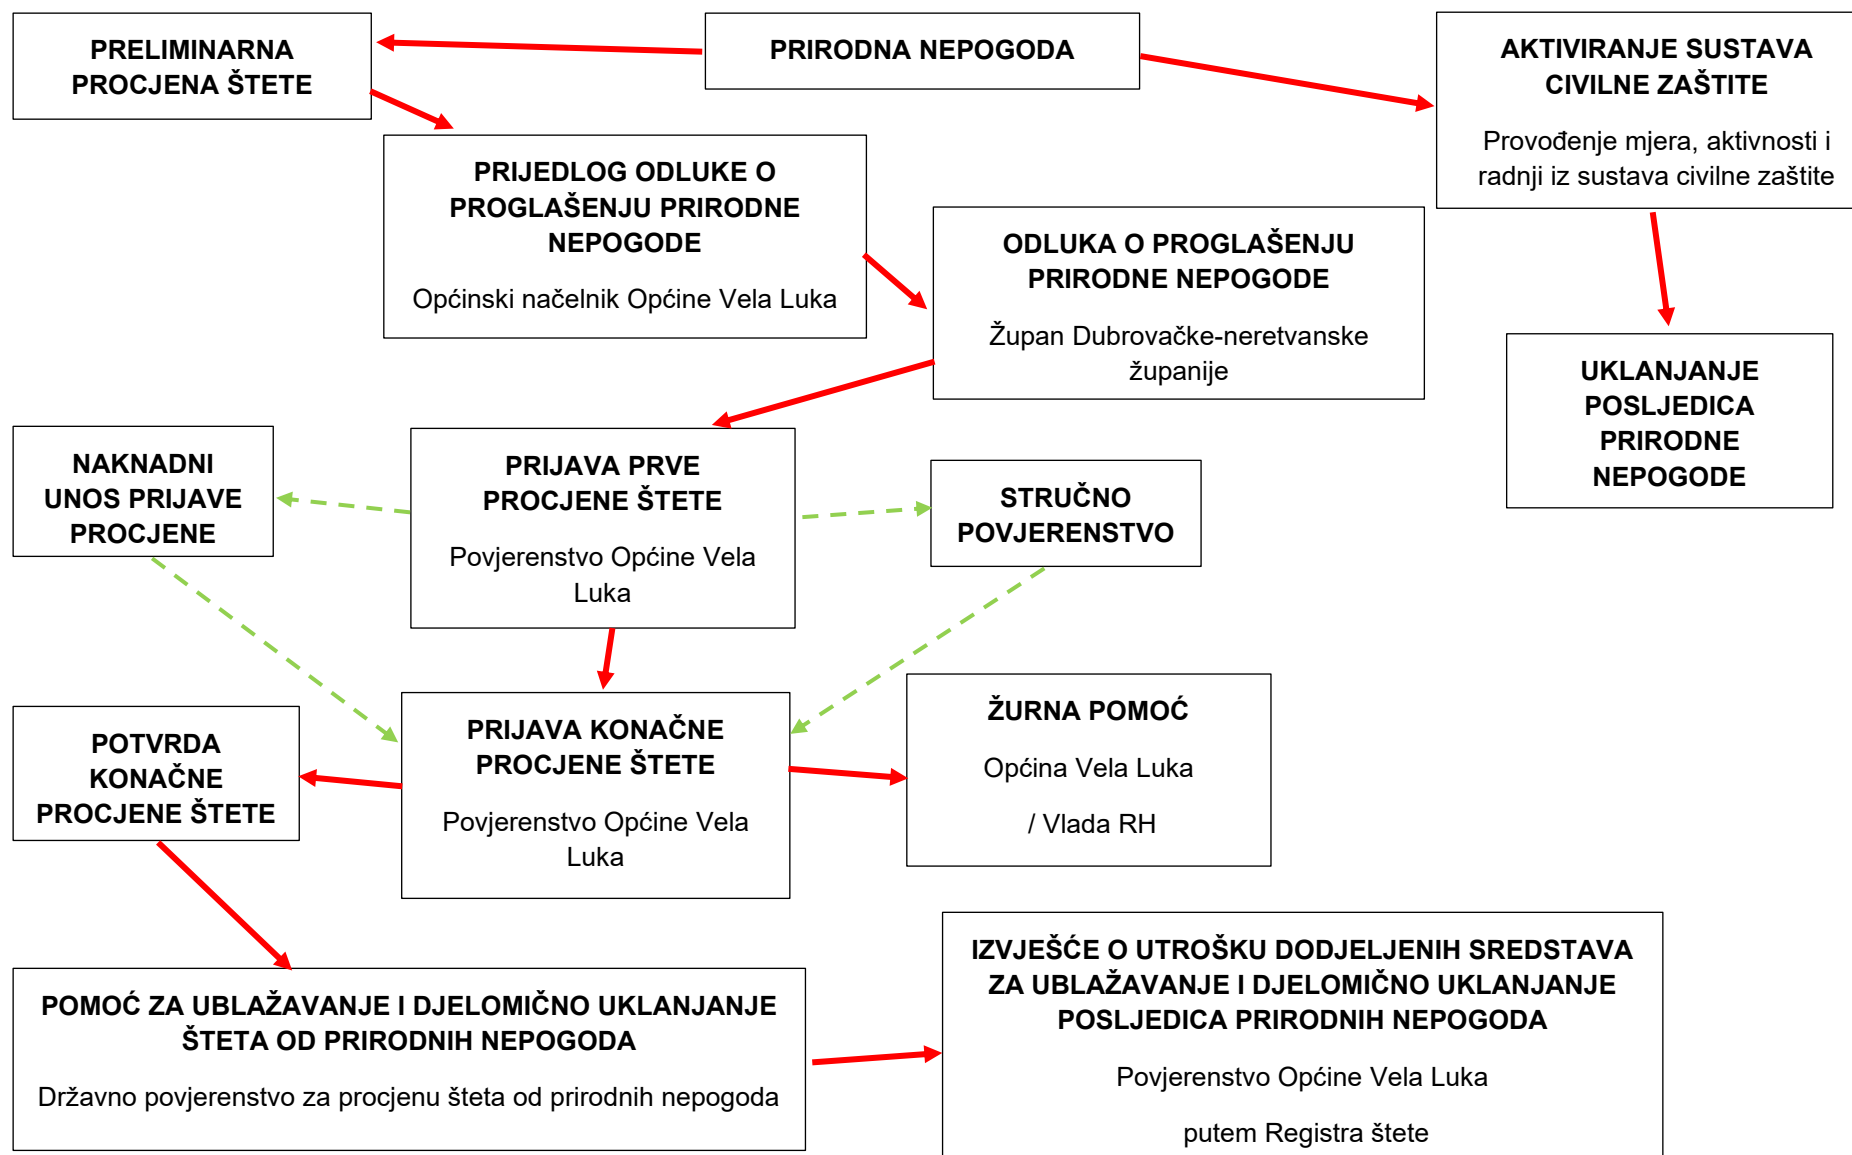 PRELIMINARNA
PROCJENA ŠTETE
PRIRODNA NEPOGODA
AKTIVIRANJE SUSTAVA
CIVILNE ZAŠTITE
Provođenje mjera, aktivnosti i
radnji iz sustava civilne zaštite
PRIJEDLOG ODLUKE O
PROGLAŠENJU PRIRODNE
NEPOGODE
Općinski načelnik Općine Vela Luka
ODLUKA O PROGLAŠENJU
PRIRODNE NEPOGODE
Župan Dubrovačke-neretvanske
županije
UKLANJANJE
POSLJEDICA
PRIRODNE
NEPOGODE
NAKNADNI
UNOS PRIJAVE
PROCJENE
PRIJAVA PRVE
PROCJENE ŠTETE
Povjerenstvo Općine Vela
Luka
STRUČNO
POVJERENSTVO
POTVRDA
KONAČNE
PROCJENE ŠTETE
PRIJAVA KONAČNE
PROCJENE ŠTETE
Povjerenstvo Općine Vela
Luka
ŽURNA POMOĆ
Općina Vela Luka
/ Vlada RH
POMOĆ ZA UBLAŽAVANJE I DJELOMIČNO UKLANJANJE
ŠTETA OD PRIRODNIH NEPOGODA
Državno povjerenstvo za procjenu šteta od prirodnih nepogoda
IZVJEŠĆE O UTROŠKU DODJELJENIH SREDSTAVA
ZA UBLAŽAVANJE I DJELOMIČNO UKLANJANJE
POSLJEDICA PRIRODNIH NEPOGODA
Povjerenstvo Općine Vela Luka
putem Registra štete